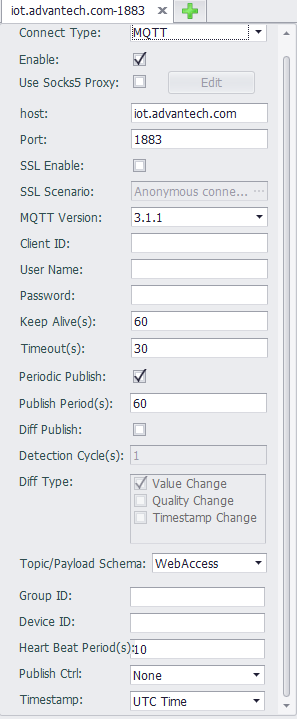 iot.advantech.com-1883
Connect Type: MQTT
Enable:
Use Socks5 Proxy: Edit
host: iot.advantech.com
Port: 1883
SSL Enable:
SSL Scenario: Anonymous conne... ...
MQTT Version: 3.1.1
Client ID:
User Name:
Password:
Keep Alive(s): 60
Timeout(s): 30
Periodic Publish:
Publish Period(s): 60
Diff Publish:
Detection Cycle(s): 1
Diff Type: Value Change
Quality Change
Timestamp Change
Topic/Payload Schema: WebAccess
Group ID:
Device ID:
Heart Beat Period(s): 10
Publish Ctrl: None
Timestamp: UTC Time